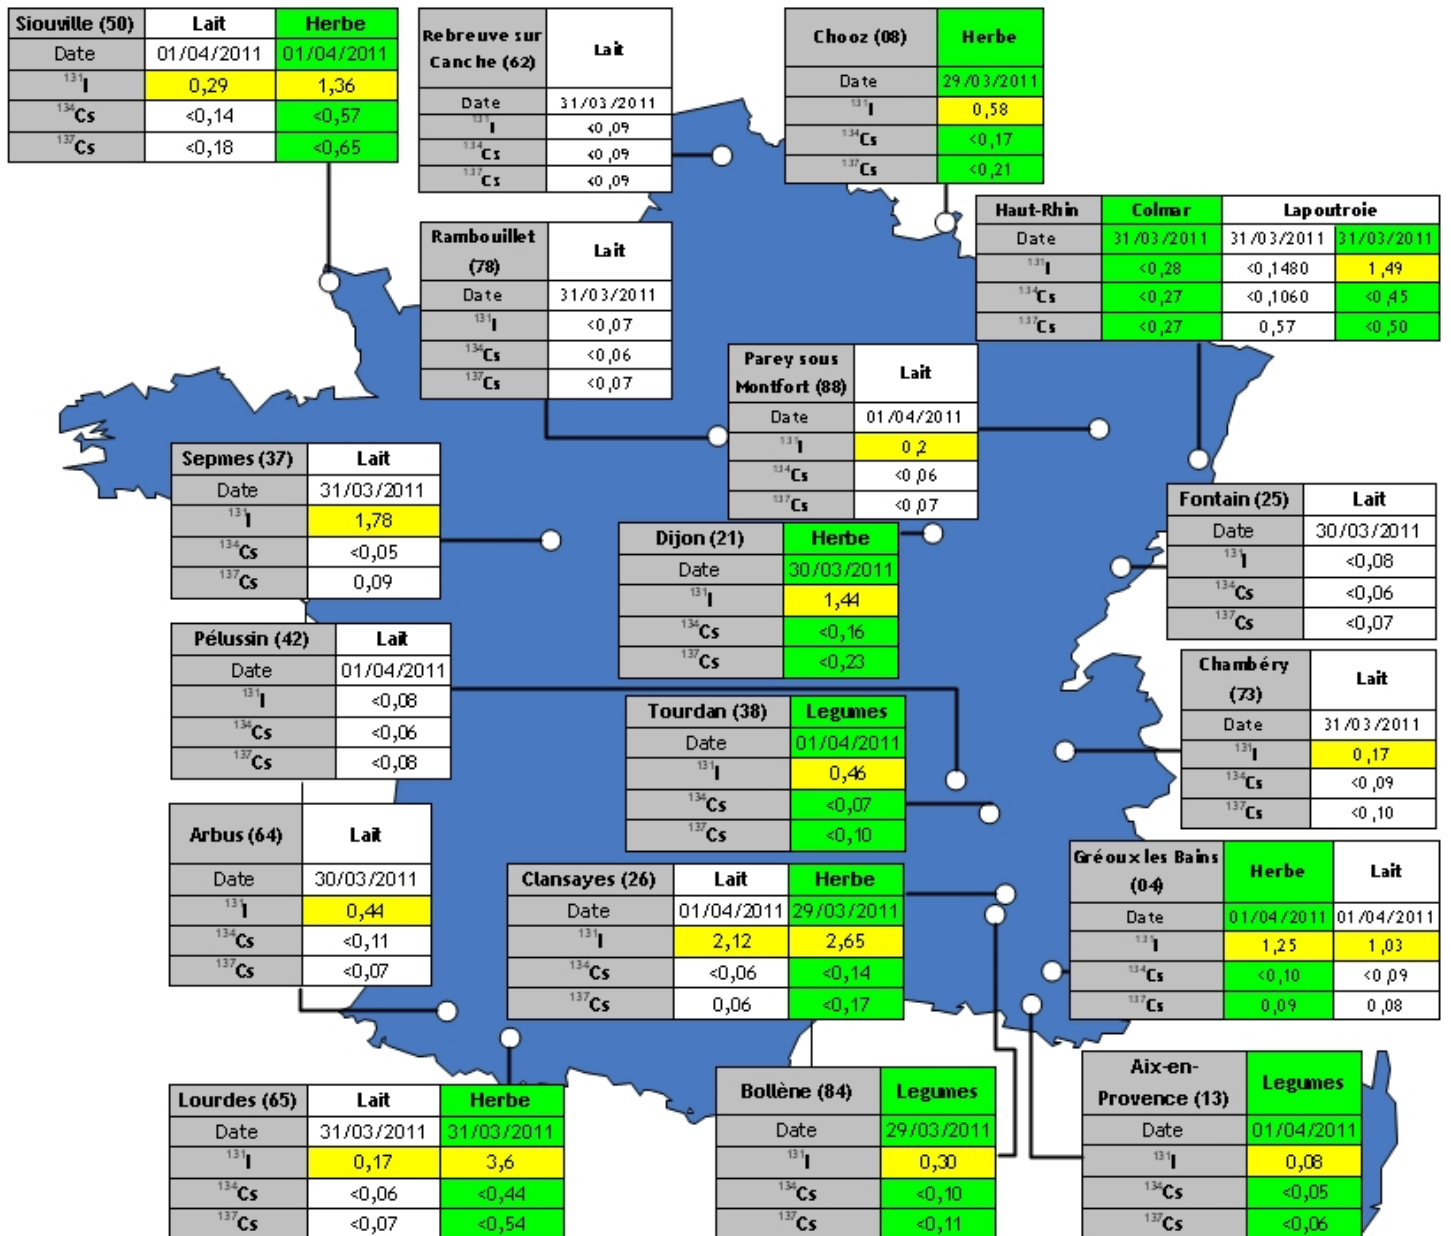 Siouville (50) Lait Herbe
Date 01/04/2011 01/04/2011
131I 0,29 1,36
134Cs <0,14 <0,57
137Cs <0,18 <0,65
Rebreuve sur
Canche (62) Lait
Date 31/03/2011
131I <0,09
134Cs <0,09
137Cs <0,09
Chooz (08) Herbe
Date 29/03/2011
131I 0,58
134Cs <0,17
137Cs <0,21
Haut-Rhin Colmar Lapoutroie
Date 31/03/2011 31/03/2011 31/03/2011
131I <0,28 <0,1480 1,49
134Cs <0,27 <0,1060 <0,45
137Cs <0,27 0,57 <0,50
Rambouillet
(78) Lait
Date 31/03/2011
131I <0,07
134Cs <0,06
137Cs <0,07
Parey sous
Montfort (88) Lait
Date 01/04/2011
131I 0,2
134Cs <0,06
137Cs <0,07
Sepmes (37) Lait
Date 31/03/2011
131I 1,78
134Cs <0,05
137Cs 0,09
Dijon (21) Herbe
Date 30/03/2011
131I 1,44
134Cs <0,16
137Cs <0,23
Fontain (25) Lait
Date 30/03/2011
131I <0,08
134Cs <0,06
137Cs <0,07
Pélussin (42) Lait
Date 01/04/2011
131I <0,08
134Cs <0,06
137Cs <0,08
Tourdan (38) Legumes
Date 01/04/2011
131I 0,46
134Cs <0,07
137Cs <0,10
Chambéry
(73) Lait
Date 31/03/2011
131I 0,17
134Cs <0,09
137Cs <0,10
Arbus (64) Lait
Date 30/03/2011
131I 0,44
134Cs <0,11
137Cs <0,07
Clansayes (26) Lait Herbe
Date 01/04/2011 29/03/2011
131I 2,12 2,65
134Cs <0,06 <0,14
137Cs 0,06 <0,17
Gréoux les Bains
(04) Herbe Lait
Date 01/04/2011 01/04/2011
131I 1,25 1,03
134Cs <0,10 <0,09
137Cs 0,09 0,08
Lourdes (65) Lait Herbe
Date 31/03/2011 31/03/2011
131I 0,17 3,6
134Cs <0,06 <0,44
137Cs <0,07 <0,54
Bollène (84) Legumes
Date 29/03/2011
131I 0,30
134Cs <0,10
137Cs <0,11
Aix-en-
Provence (13) Legumes
Date 01/04/2011
131I 0,08
134Cs <0,05
137Cs <0,06